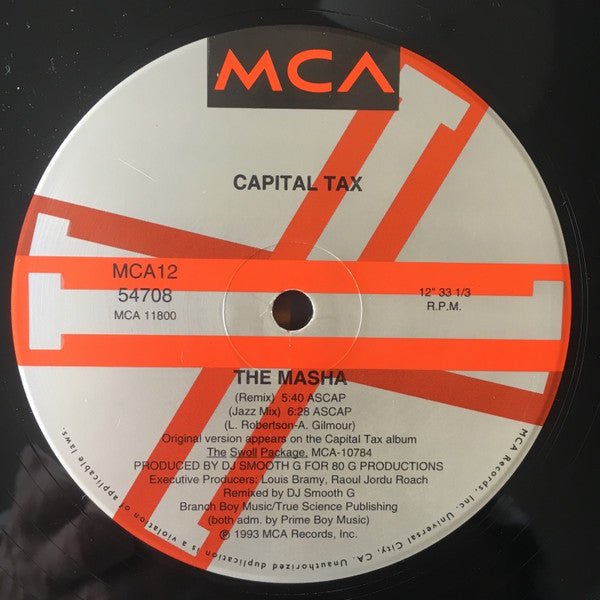 MCA
CAPITAL TAX
MCA12
54708
MCA 11800
12" 33 1/3
R.P.M.
THE MASHA
(Remix) 5:40 ASCAP
(Jazz Mix) 6:28 ASCAP
(L. Robertson-A. Gilmour)
Original version appears on the Capital Tax album
The Swoll Package, MCA-10784
PRODUCED BY DJ SMOOTH G FOR 80 G PRODUCTIONS
Executive Producers: Louis Bramy, Raoul Jordu Roach
Remixed by DJ Smooth G
Branch Boy Music/True Science Publishing
(both adm. by Prime Boy Music)
℗ 1993 MCA Records, Inc.
MCA Records, Inc. Universal City, CA. Unauthorized duplication is a violation of applicable laws.